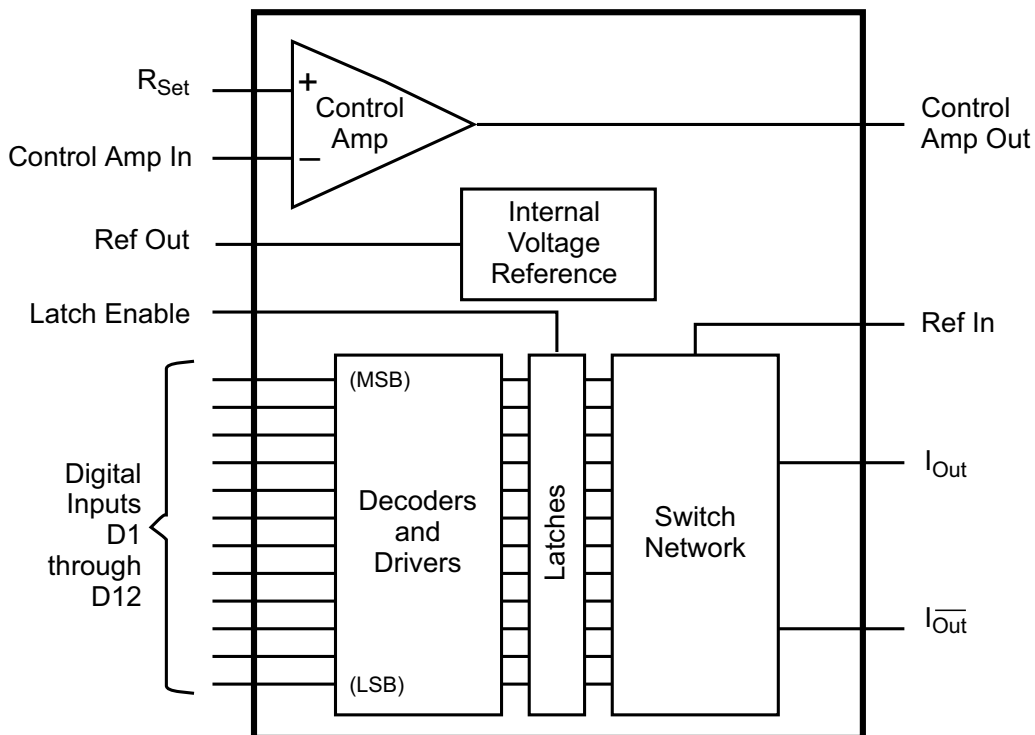 R_Set
+
Control
Amp
Control Amp In
−
Control
Amp Out
Ref Out
Internal
Voltage
Reference
Latch Enable
Ref In
Digital
Inputs
D1
through
D12
(MSB)
Decoders
and
Drivers
(LSB)
Latches
Switch
Network
I_Out
I_O̅u̅t̅